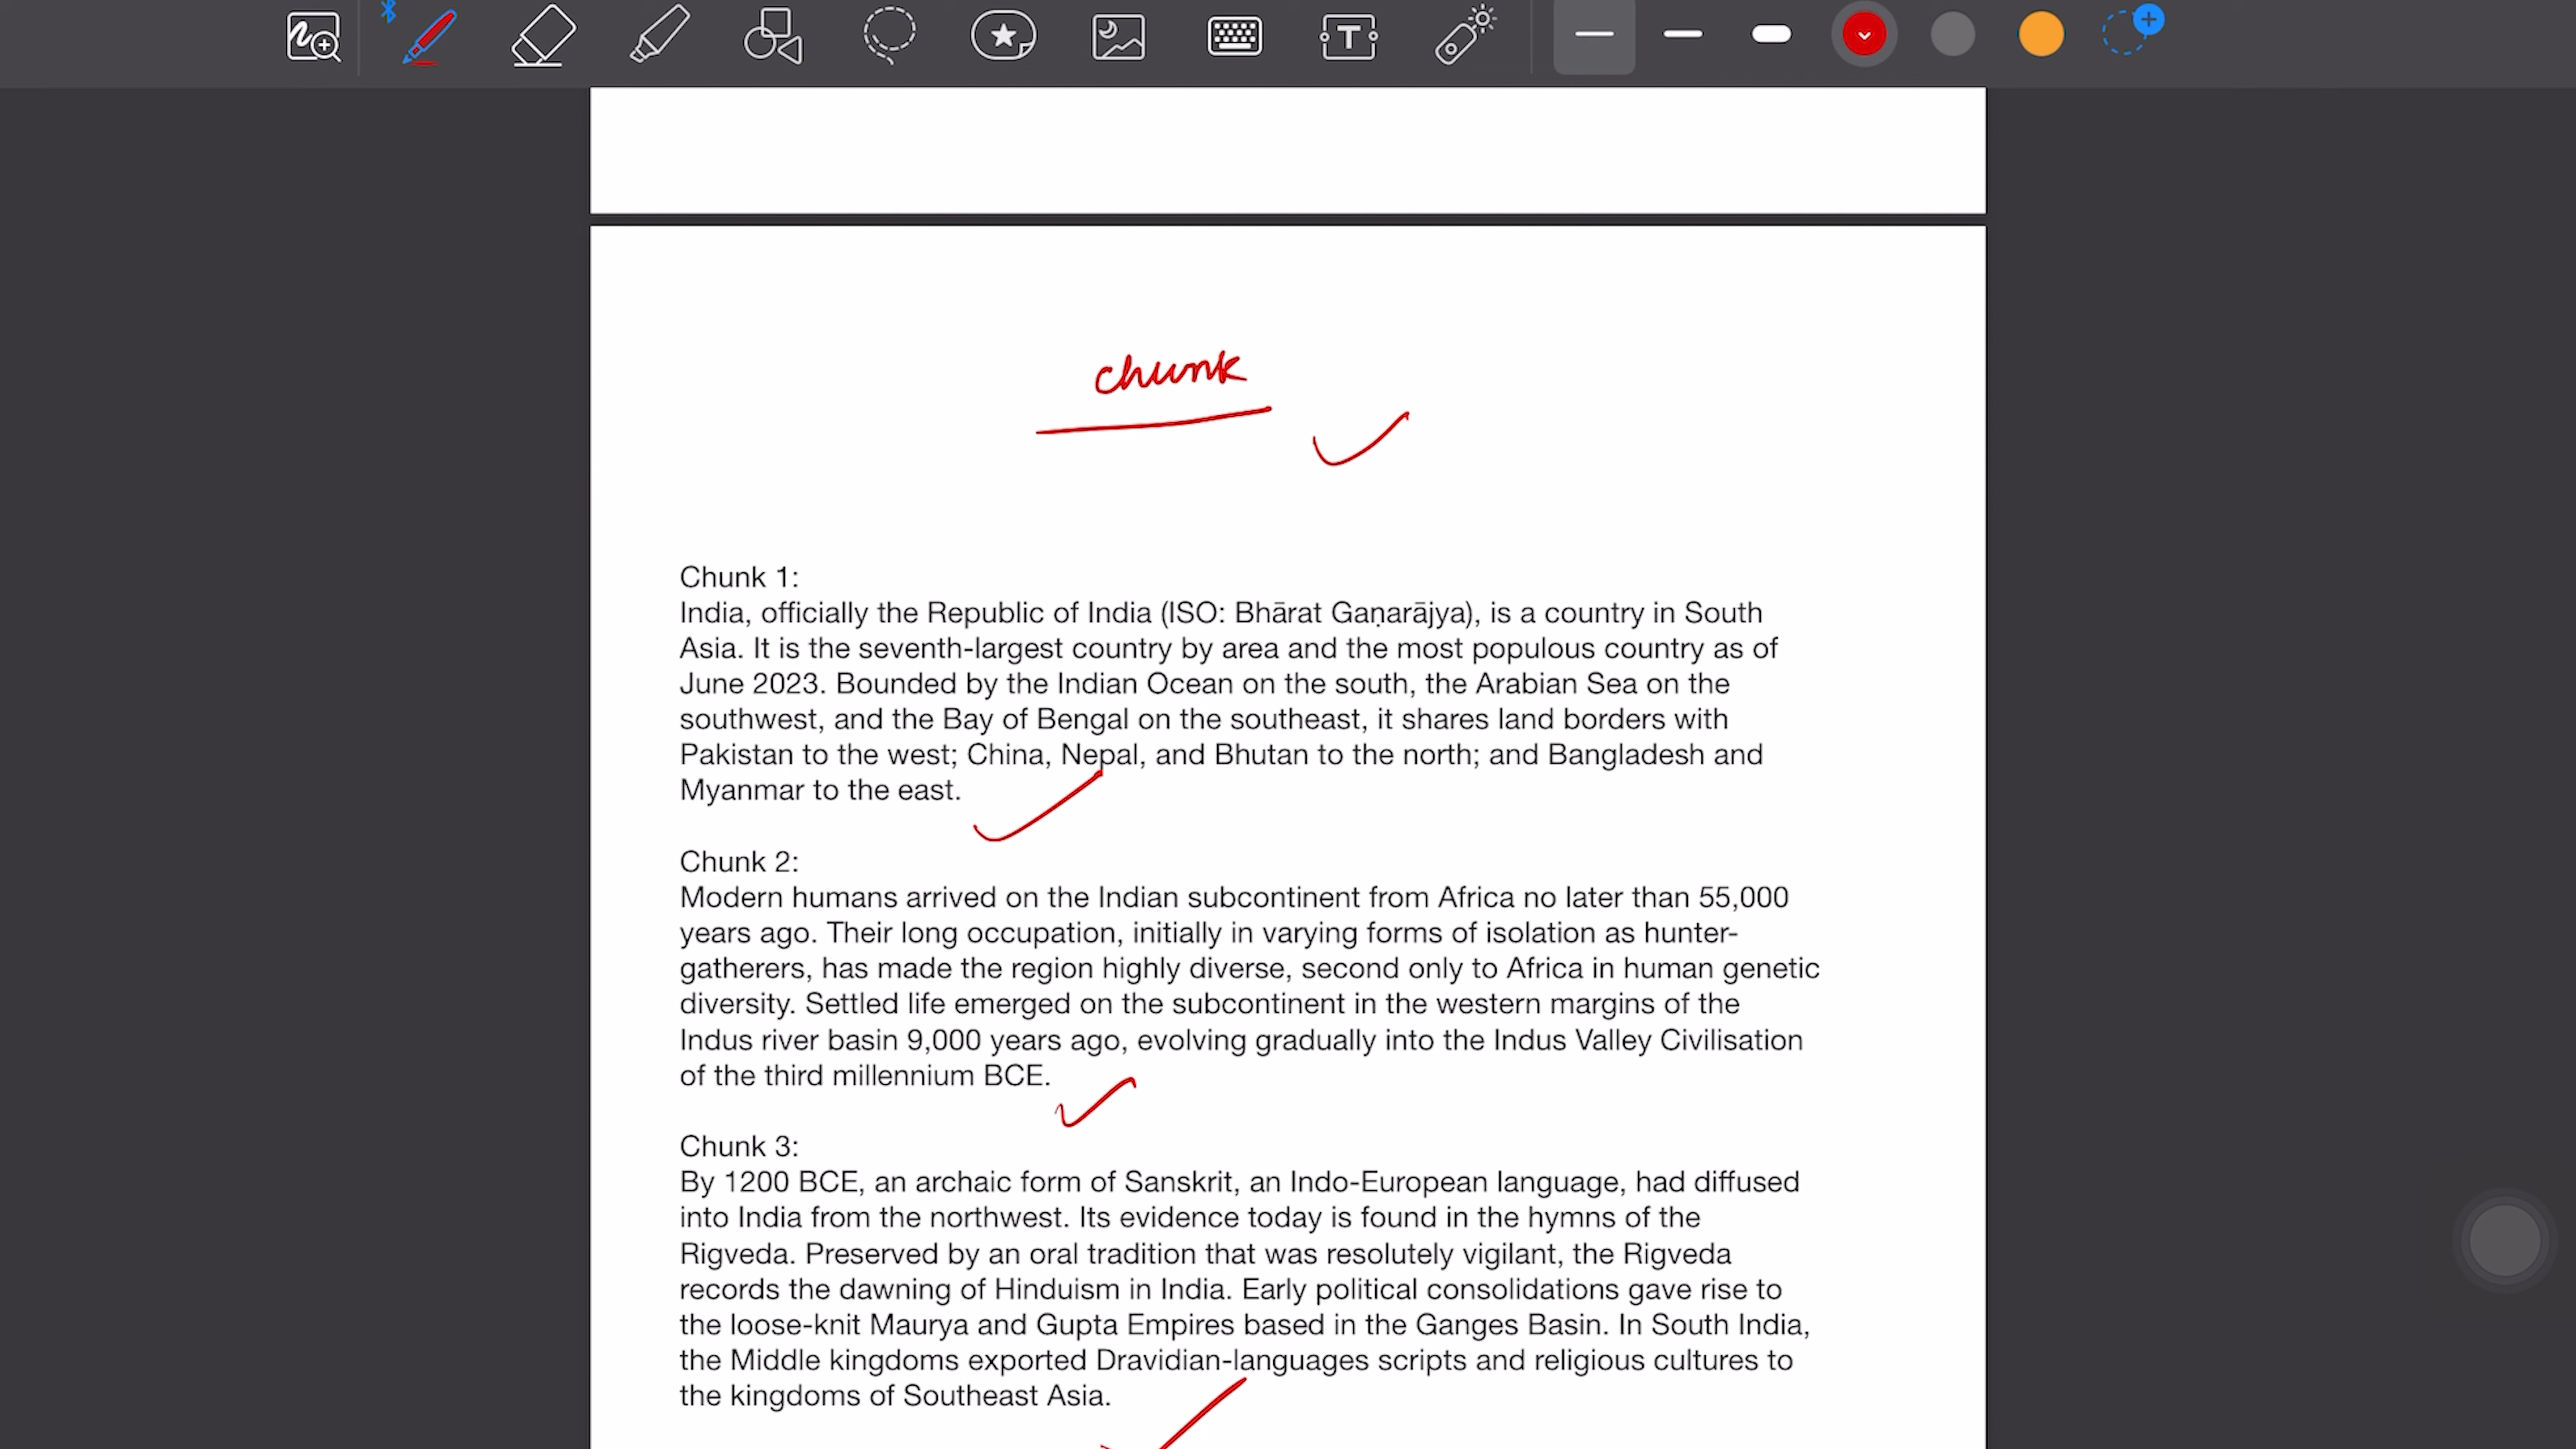 chunk
Chunk 1:
India, officially the Republic of India (ISO: Bhārat Gaṇarājya), is a country in South
Asia. It is the seventh-largest country by area and the most populous country as of
June 2023. Bounded by the Indian Ocean on the south, the Arabian Sea on the
southwest, and the Bay of Bengal on the southeast, it shares land borders with
Pakistan to the west; China, Nepal, and Bhutan to the north; and Bangladesh and
Myanmar to the east.
Chunk 2:
Modern humans arrived on the Indian subcontinent from Africa no later than 55,000
years ago. Their long occupation, initially in varying forms of isolation as hunter-
gatherers, has made the region highly diverse, second only to Africa in human genetic
diversity. Settled life emerged on the subcontinent in the western margins of the
Indus river basin 9,000 years ago, evolving gradually into the Indus Valley Civilisation
of the third millennium BCE.
Chunk 3:
By 1200 BCE, an archaic form of Sanskrit, an Indo-European language, had diffused
into India from the northwest. Its evidence today is found in the hymns of the
Rigveda. Preserved by an oral tradition that was resolutely vigilant, the Rigveda
records the dawning of Hinduism in India. Early political consolidations gave rise to
the loose-knit Maurya and Gupta Empires based in the Ganges Basin. In South India,
the Middle kingdoms exported Dravidian-languages scripts and religious cultures to
the kingdoms of Southeast Asia.